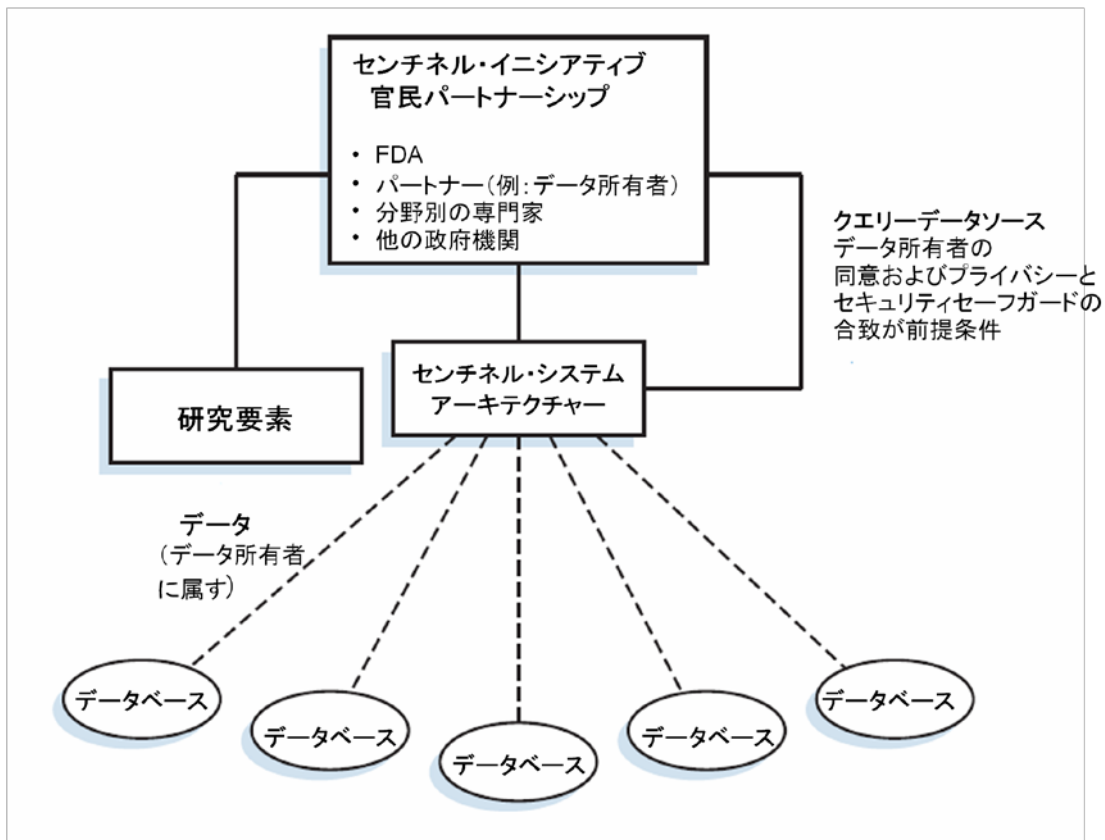 センチネル・イニシアティブ
官民パートナーシップ
・ FDA
・ パートナー(例:データ所有者)
・ 分野別の専門家
・ 他の政府機関
クエリーデータソース
データ所有者の
同意およびプライバシーと
セキュリティセーフガードの
合致が前提条件
センチネル・システム
アーキテクチャー
研究要素
データ
(データ所有者
に属す)
データベース
データベース
データベース
データベース
データベース